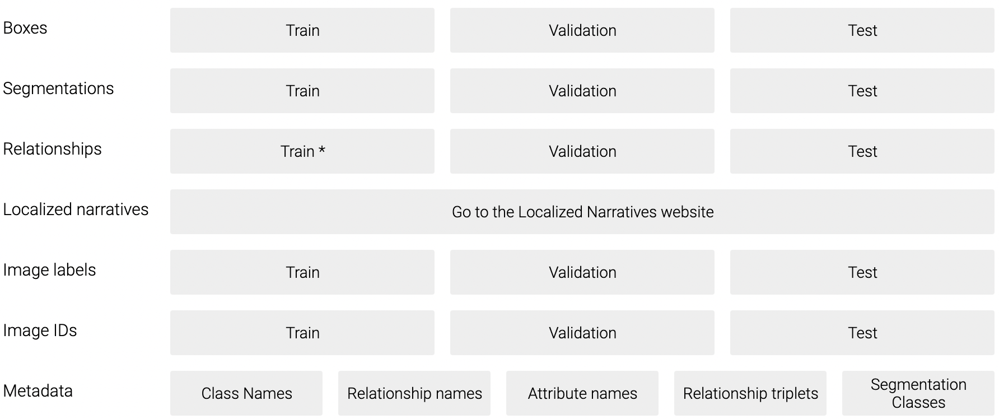 Boxes Train Validation Test
Segmentations Train Validation Test
Relationships Train * Validation Test
Localized narratives Go to the Localized Narratives website
Image labels Train Validation Test
Image IDs Train Validation Test
Metadata Class Names Relationship names Attribute names Relationship triplets Segmentation
Classes